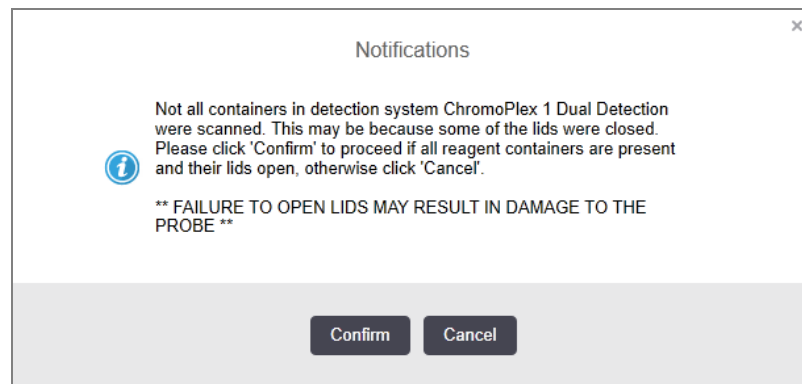 Notifications
×
Not all containers in detection system ChromoPlex 1 Dual Detection
were scanned. This may be because some of the lids were closed.
Please click 'Confirm' to proceed if all reagent containers are present
and their lids open, otherwise click 'Cancel'.
** FAILURE TO OPEN LIDS MAY RESULT IN DAMAGE TO THE
PROBE **
Confirm
Cancel